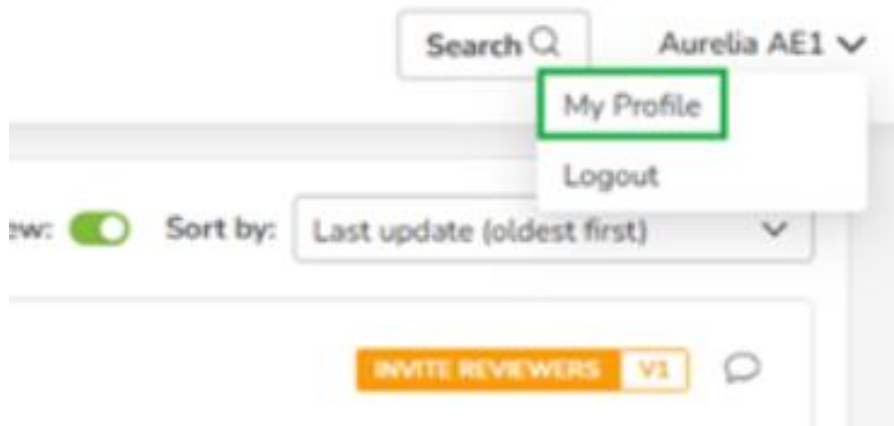 Search Aurelia AE1
My Profile
Logout
ew: Sort by: Last update (oldest first)
INVITE REVIEWERS V1